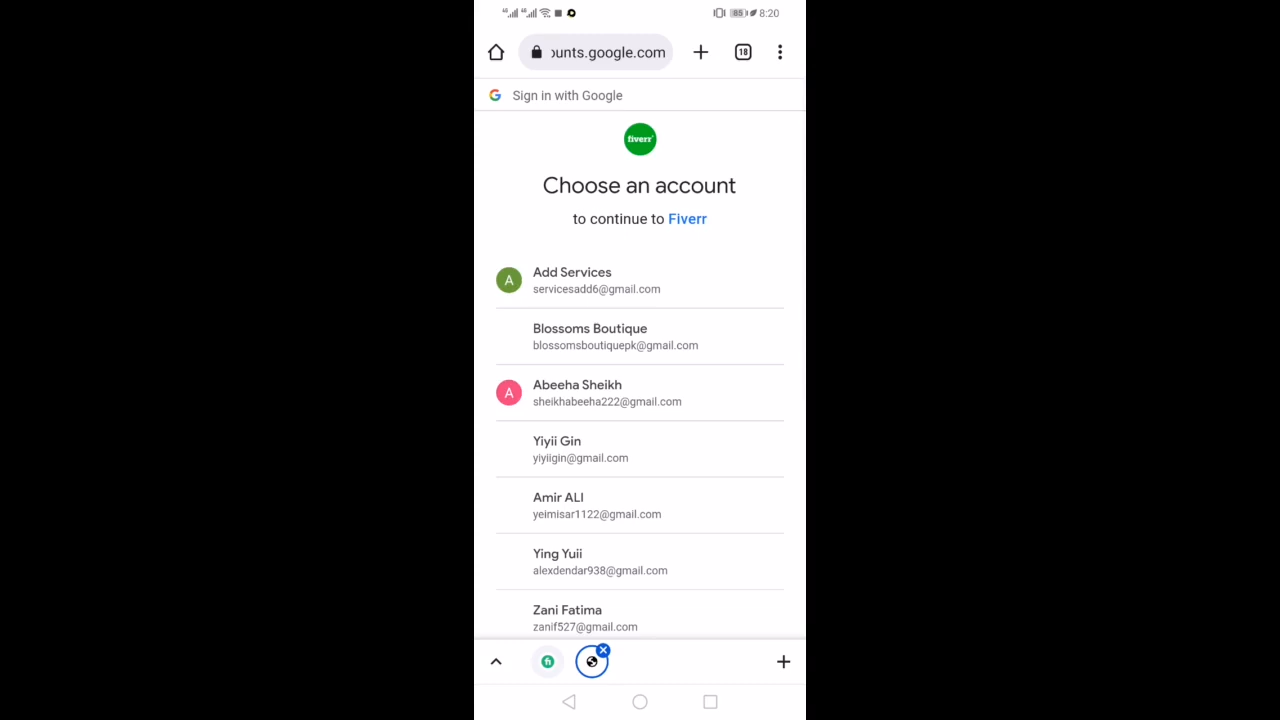 85 8:20
ounts.google.com 18
Sign in with Google
fiverr
Choose an account
to continue to Fiverr
A Add Services
servicesadd6@gmail.com
Blossoms Boutique
blossomsboutiquepk@gmail.com
A Abeeha Sheikh
sheikhabeeha222@gmail.com
Yiyii Gin
yiyiigin@gmail.com
Amir ALI
yeimisar1122@gmail.com
Ying Yuii
alexdendar938@gmail.com
Zani Fatima
zanif527@gmail.com
fi